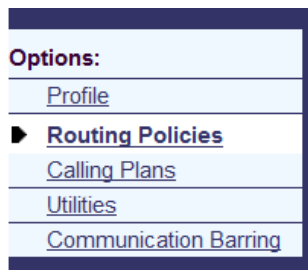 Options:
Profile
Routing Policies
Calling Plans
Utilities
Communication Barring